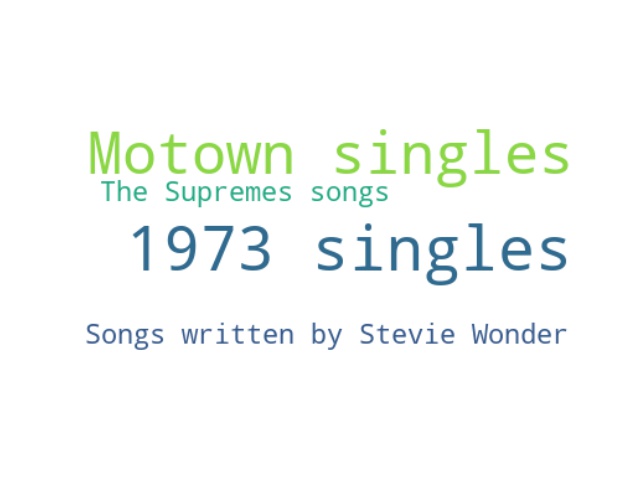 Motown singles
The Supremes songs
1973 singles
Songs written by Stevie Wonder